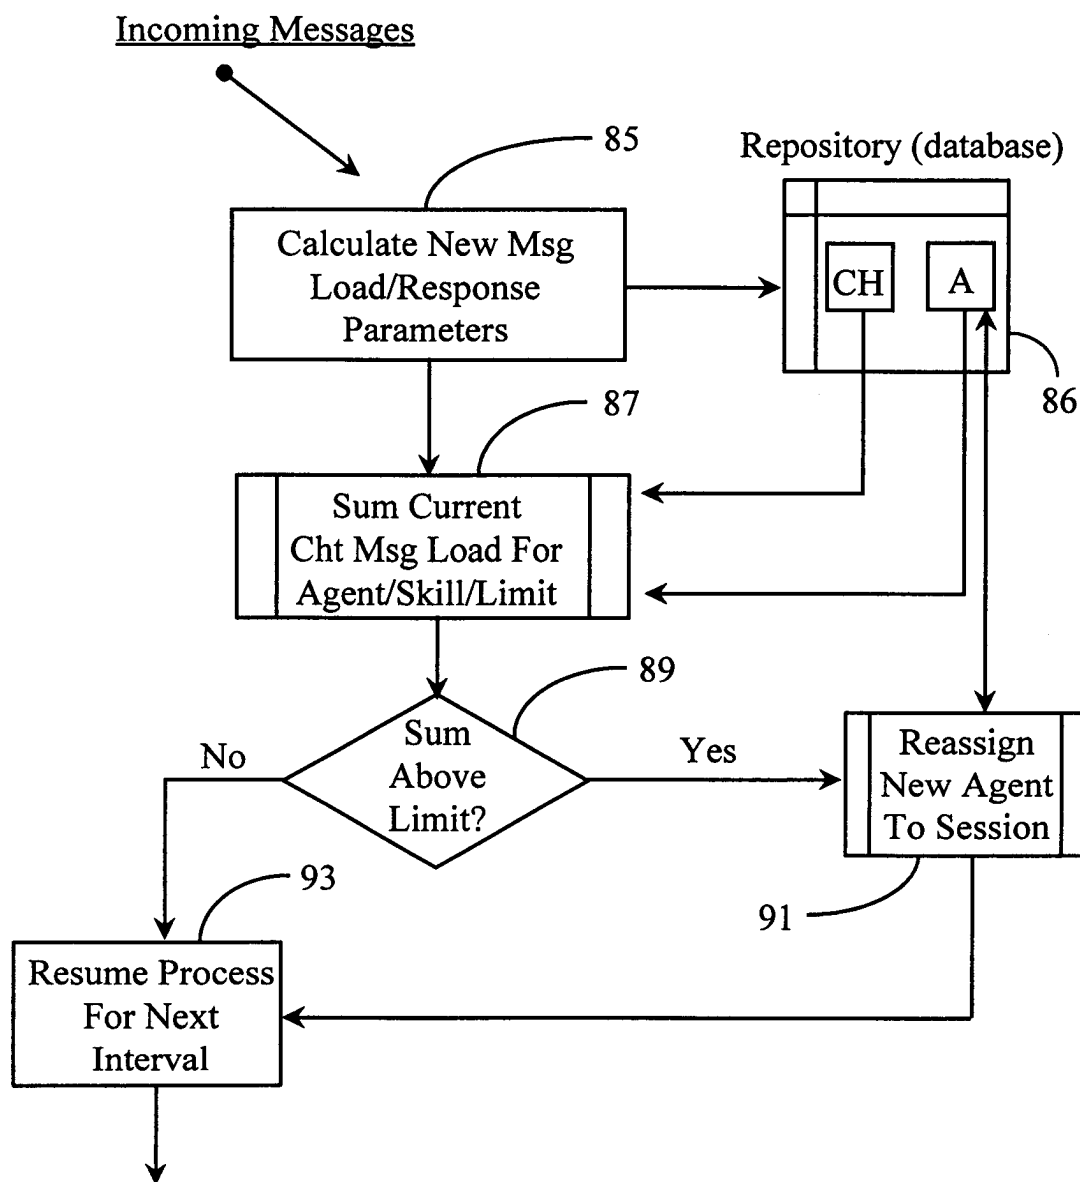 Incoming Messages
85
Repository (database)
Calculate New Msg
Load/Response
Parameters
CH
A
86
87
Sum Current
Cht Msg Load For
Agent/Skill/Limit
89
No
Sum
Above
Limit?
Yes
Reassign
New Agent
To Session
93
91
Resume Process
For Next
Interval